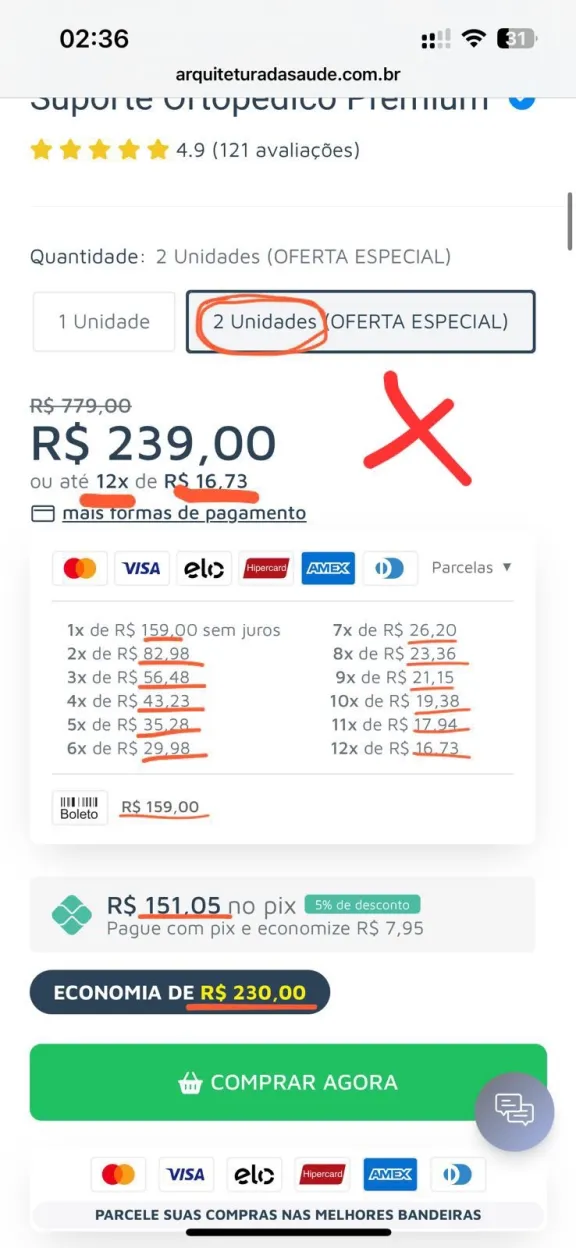 02:36
31
arquiteturadasaude.com.br
Suporte Ortopédico Premium
4.9 (121 avaliações)
Quantidade: 2 Unidades (OFERTA ESPECIAL)
1 Unidade
2 Unidades (OFERTA ESPECIAL)
R$ 779,00
R$ 239,00
ou até 12x de R$ 16,73
mais formas de pagamento
VISA elo Hipercard AMEX Parcelas ▼
1x de R$ 159,00 sem juros
2x de R$ 82,98
3x de R$ 56,48
4x de R$ 43,23
5x de R$ 35,28
6x de R$ 29,98
7x de R$ 26,20
8x de R$ 23,36
9x de R$ 21,15
10x de R$ 19,38
11x de R$ 17,94
12x de R$ 16,73
Boleto R$ 159,00
R$ 151,05 no pix 5% de desconto
Pague com pix e economize R$ 7,95
ECONOMIA DE R$ 230,00
COMPRAR AGORA
VISA elo Hipercard AMEX
PARCELE SUAS COMPRAS NAS MELHORES BANDEIRAS